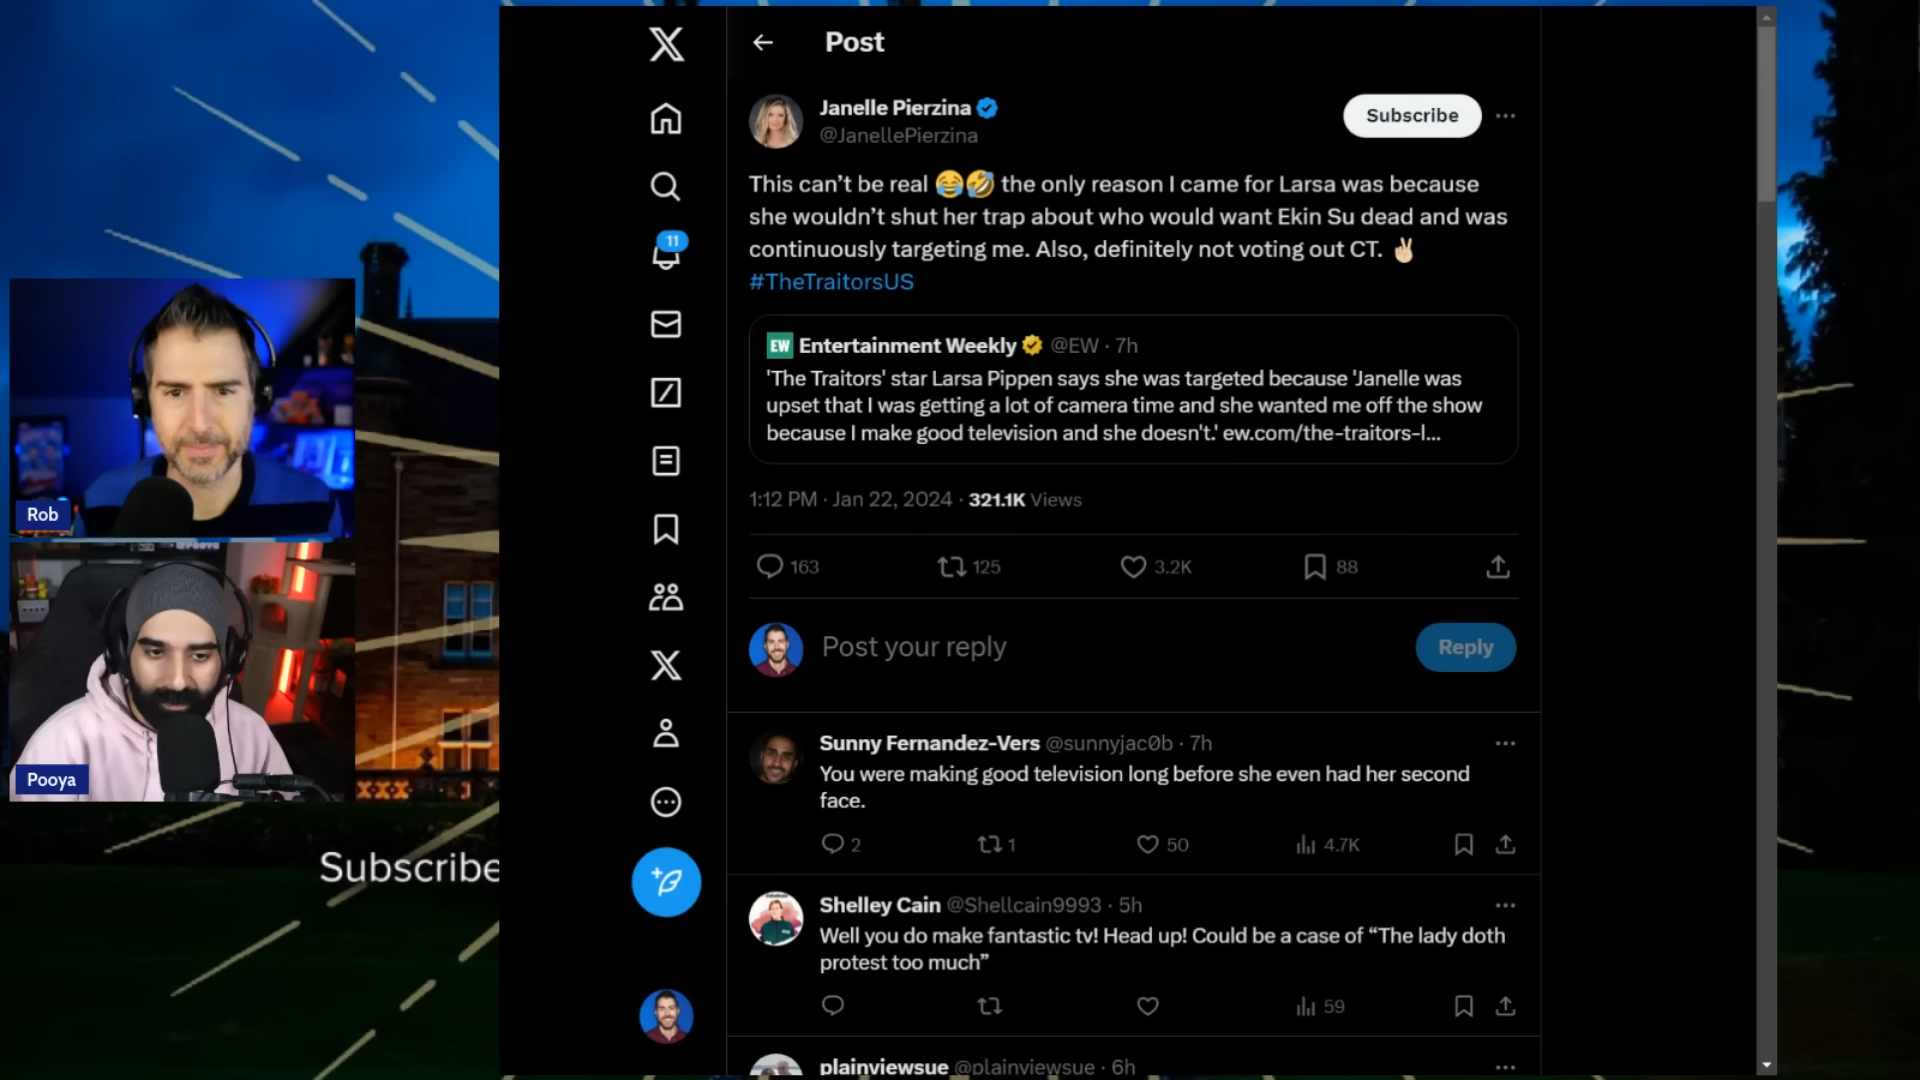 Post
Janelle Pierzina
@JanellePierzina
Subscribe
This can’t be real 😂🤣 the only reason I came for Larsa was because
she wouldn’t shut her trap about who would want Ekin Su dead and was
continuously targeting me. Also, definitely not voting out CT. ✌🏻
#TheTraitorsUS
EW Entertainment Weekly @EW · 7h
'The Traitors' star Larsa Pippen says she was targeted because 'Janelle was
upset that I was getting a lot of camera time and she wanted me off the show
because I make good television and she doesn't.' ew.com/the-traitors-l...
1:12 PM · Jan 22, 2024 · 321.1K Views
163 125 3.2K 88
Post your reply
Reply
Sunny Fernandez-Vers @sunnyjac0b · 7h
You were making good television long before she even had her second
face.
2 1 50 4.7K
Shelley Cain @Shellcain9993 · 5h
Well you do make fantastic tv! Head up! Could be a case of “The lady doth
protest too much”
59
plainviewsue @plainviewsue · 6h
11
Rob
Pooya
Subscribe